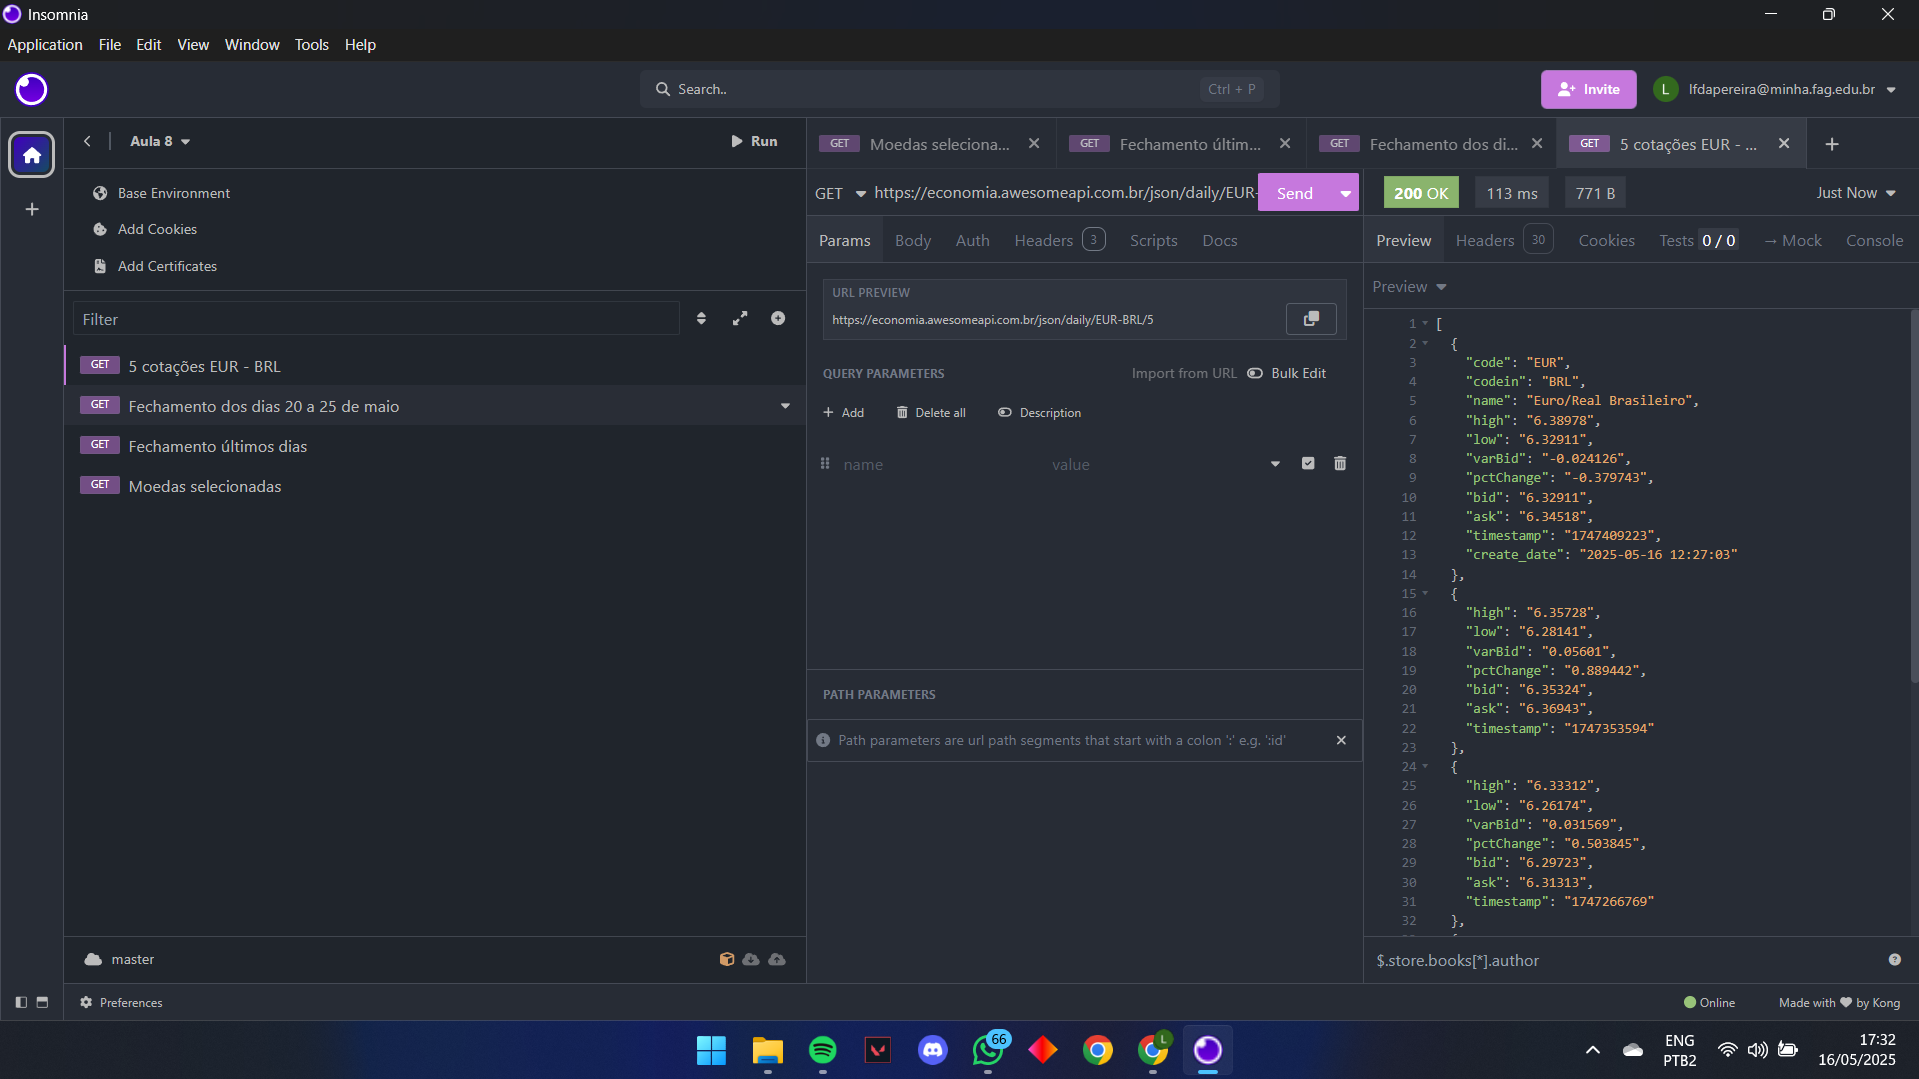 Insomnia
Application File Edit View Window Tools Help
Search.. Ctrl + P
Invite
L lfdapereira@minha.fag.edu.br
Aula 8
Run
Base Environment
Add Cookies
Add Certificates
Filter
GET 5 cotações EUR - BRL
GET Fechamento dos dias 20 a 25 de maio
GET Fechamento últimos dias
GET Moedas selecionadas
master
Preferences
GET Moedas seleciona...
GET Fechamento últim...
GET Fechamento dos di...
GET 5 cotações EUR - ...
GET https://economia.awesomeapi.com.br/json/daily/EUR-
Send
Params Body Auth Headers 3 Scripts Docs
URL PREVIEW
https://economia.awesomeapi.com.br/json/daily/EUR-BRL/5
QUERY PARAMETERS
Import from URL Bulk Edit
Add Delete all Description
name value
PATH PARAMETERS
Path parameters are url path segments that start with a colon ':' e.g. ':id'
200 OK 113 ms 771 B Just Now
Preview Headers 30 Cookies Tests 0 / 0 → Mock Console
Preview
1 [
2 {
3 "code": "EUR",
4 "codein": "BRL",
5 "name": "Euro/Real Brasileiro",
6 "high": "6.38978",
7 "low": "6.32911",
8 "varBid": "-0.024126",
9 "pctChange": "-0.379743",
10 "bid": "6.32911",
11 "ask": "6.34518",
12 "timestamp": "1747409223",
13 "create_date": "2025-05-16 12:27:03"
14 },
15 {
16 "high": "6.35728",
17 "low": "6.28141",
18 "varBid": "0.05601",
19 "pctChange": "0.889442",
20 "bid": "6.35324",
21 "ask": "6.36943",
22 "timestamp": "1747353594"
23 },
24 {
25 "high": "6.33312",
26 "low": "6.26174",
27 "varBid": "0.031569",
28 "pctChange": "0.503845",
29 "bid": "6.29723",
30 "ask": "6.31313",
31 "timestamp": "1747266769"
32 },
$.store.books[*].author
Online
Made with ♥ by Kong
66
L
ENG
PTB2
17:32
16/05/2025